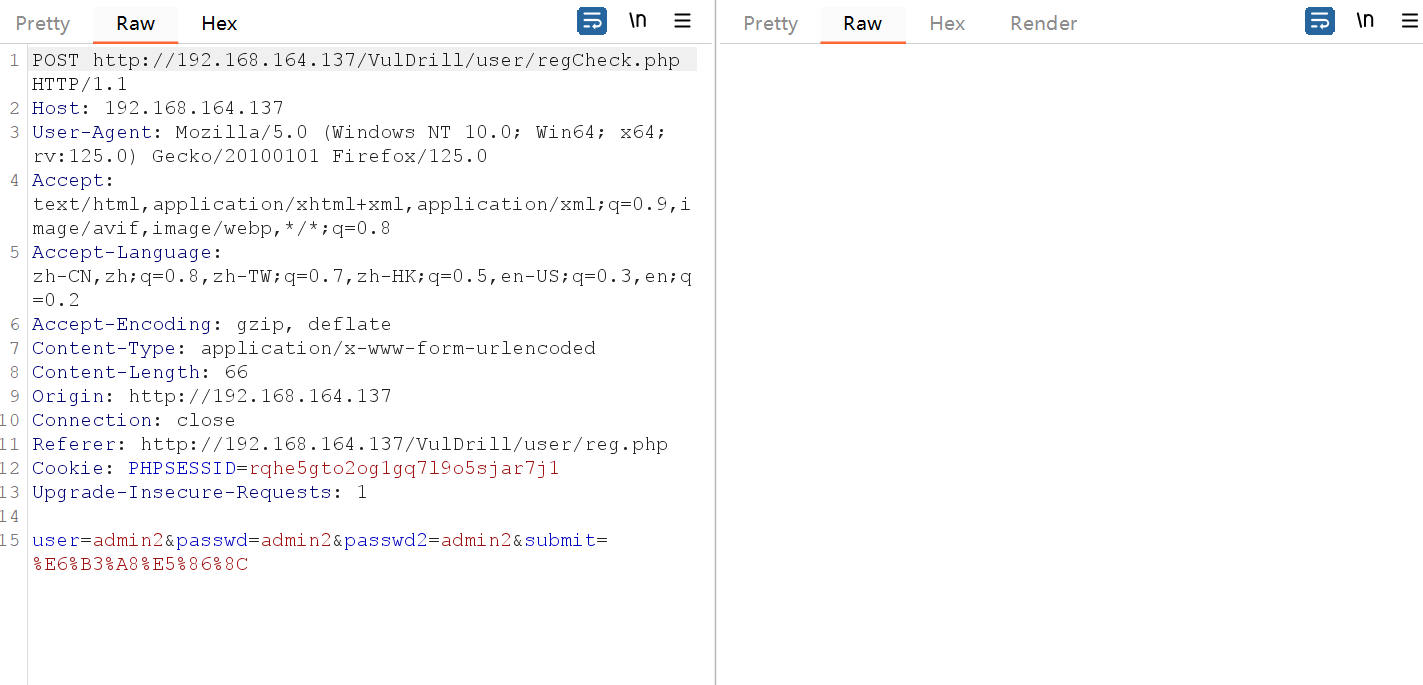 Pretty Raw Hex \n
Pretty Raw Hex Render \n
1 POST http://192.168.164.137/VulDrill/user/regCheck.php
HTTP/1.1
2 Host: 192.168.164.137
3 User-Agent: Mozilla/5.0 (Windows NT 10.0; Win64; x64;
rv:125.0) Gecko/20100101 Firefox/125.0
4 Accept:
text/html,application/xhtml+xml,application/xml;q=0.9,i
mage/avif,image/webp,*/*;q=0.8
5 Accept-Language:
zh-CN,zh;q=0.8,zh-TW;q=0.7,zh-HK;q=0.5,en-US;q=0.3,en;q
=0.2
6 Accept-Encoding: gzip, deflate
7 Content-Type: application/x-www-form-urlencoded
8 Content-Length: 66
9 Origin: http://192.168.164.137
10 Connection: close
11 Referer: http://192.168.164.137/VulDrill/user/reg.php
12 Cookie: PHPSESSID=rqhe5gto2og1gq7l9o5sjar7j1
13 Upgrade-Insecure-Requests: 1
14
15 user=admin2&passwd=admin2&passwd2=admin2&submit=
%E6%B3%A8%E5%86%8C